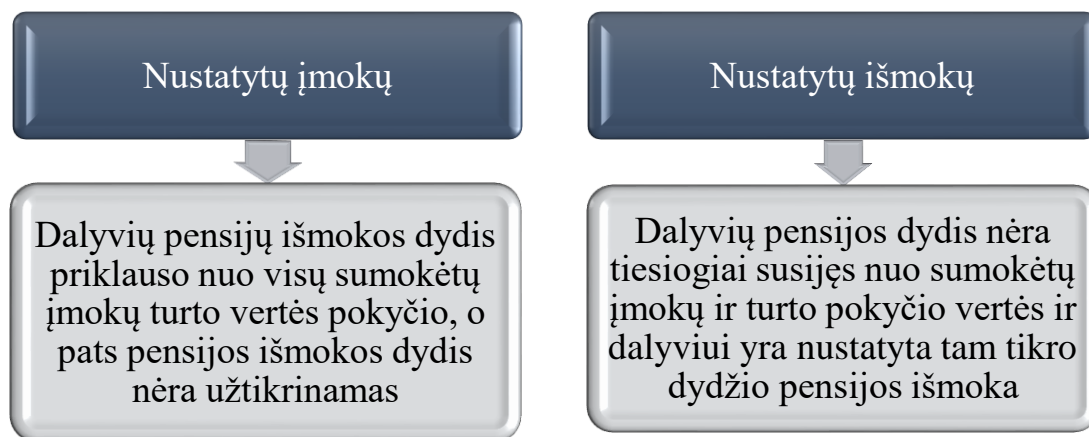 Nustatytų įmokų
Dalyvių pensijų išmokos dydis
priklauso nuo visų sumokėtų
įmokų turto vertės pokyčio, o
pats pensijos išmokos dydis
nėra užtikrinamas
Nustatytų išmokų
Dalyvių pensijos dydis nėra
tiesiogiai susijęs nuo sumokėtų
įmokų ir turto pokyčio vertės ir
dalyviui yra nustatyta tam tikro
dydžio pensijos išmoka